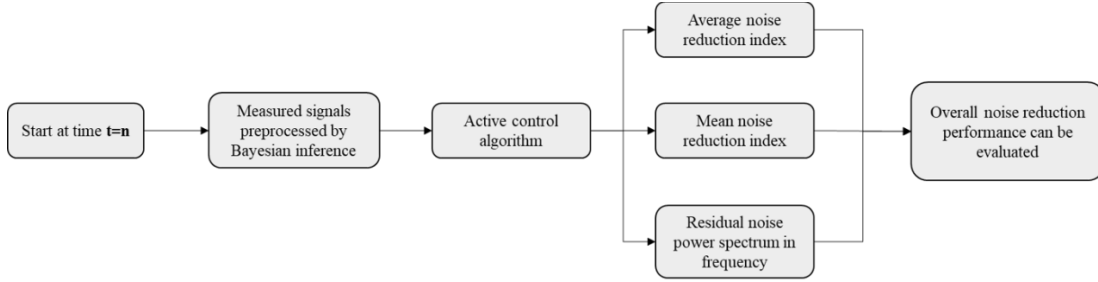 Start at time t=n
Measured signals
preprocessed by
Bayesian inference
Active control
algorithm
Average noise
reduction index
Mean noise
reduction index
Residual noise
power spectrum in
frequency
Overall noise reduction
performance can be
evaluated